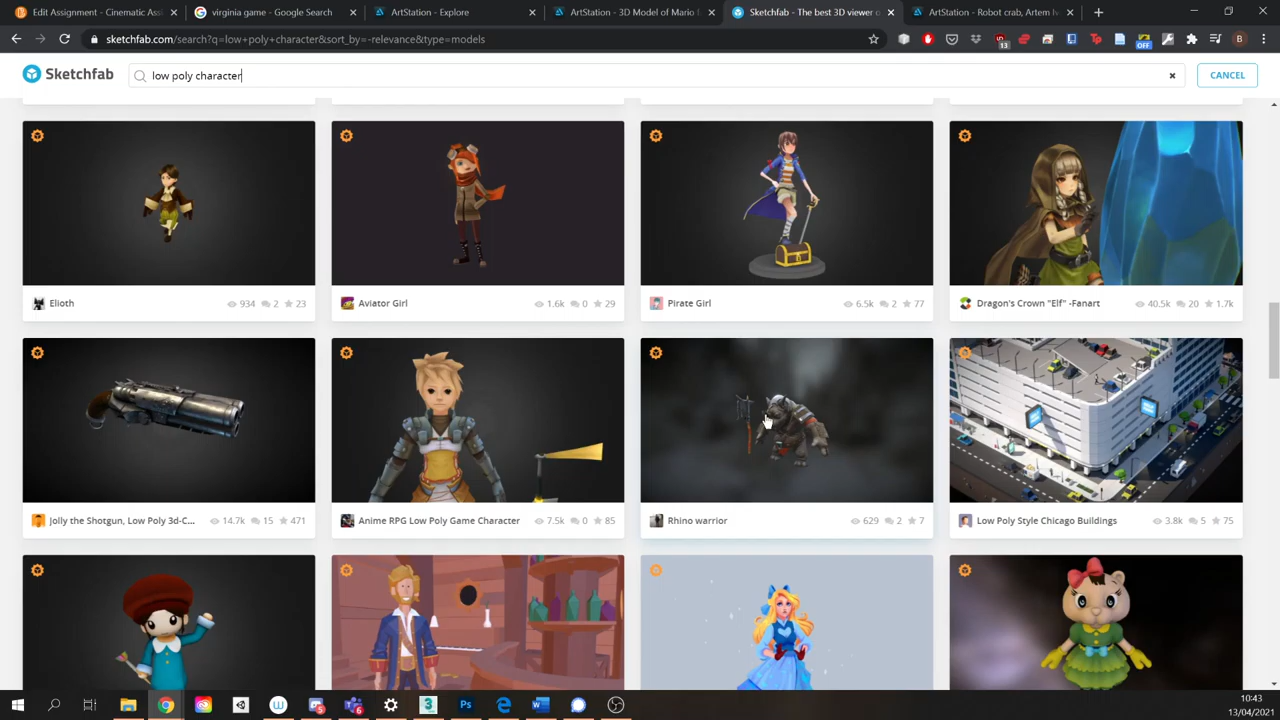 Edit Assignment - Cinematic Assi
virginia game - Google Search
ArtStation - Explore
ArtStation - 3D Model of Mario
Sketchfab - The best 3D viewer o
ArtStation - Robot crab, Artem Iv
sketchfab.com/search?q=low+poly+character&sort_by=-relevance&type=models
13
OFF
B
Sketchfab
low poly character
CANCEL
Elioth 934 2 23
Aviator Girl 1.6k 0 29
Pirate Girl 6.5k 2 77
Dragon's Crown "Elf" -Fanart 40.5k 20 1.7k
Jolly the Shotgun, Low Poly 3d-C... 14.7k 15 471
Anime RPG Low Poly Game Character 7.5k 0 85
Rhino warrior 629 2 7
Low Poly Style Chicago Buildings 3.8k 5 75
10:43
13/04/2021